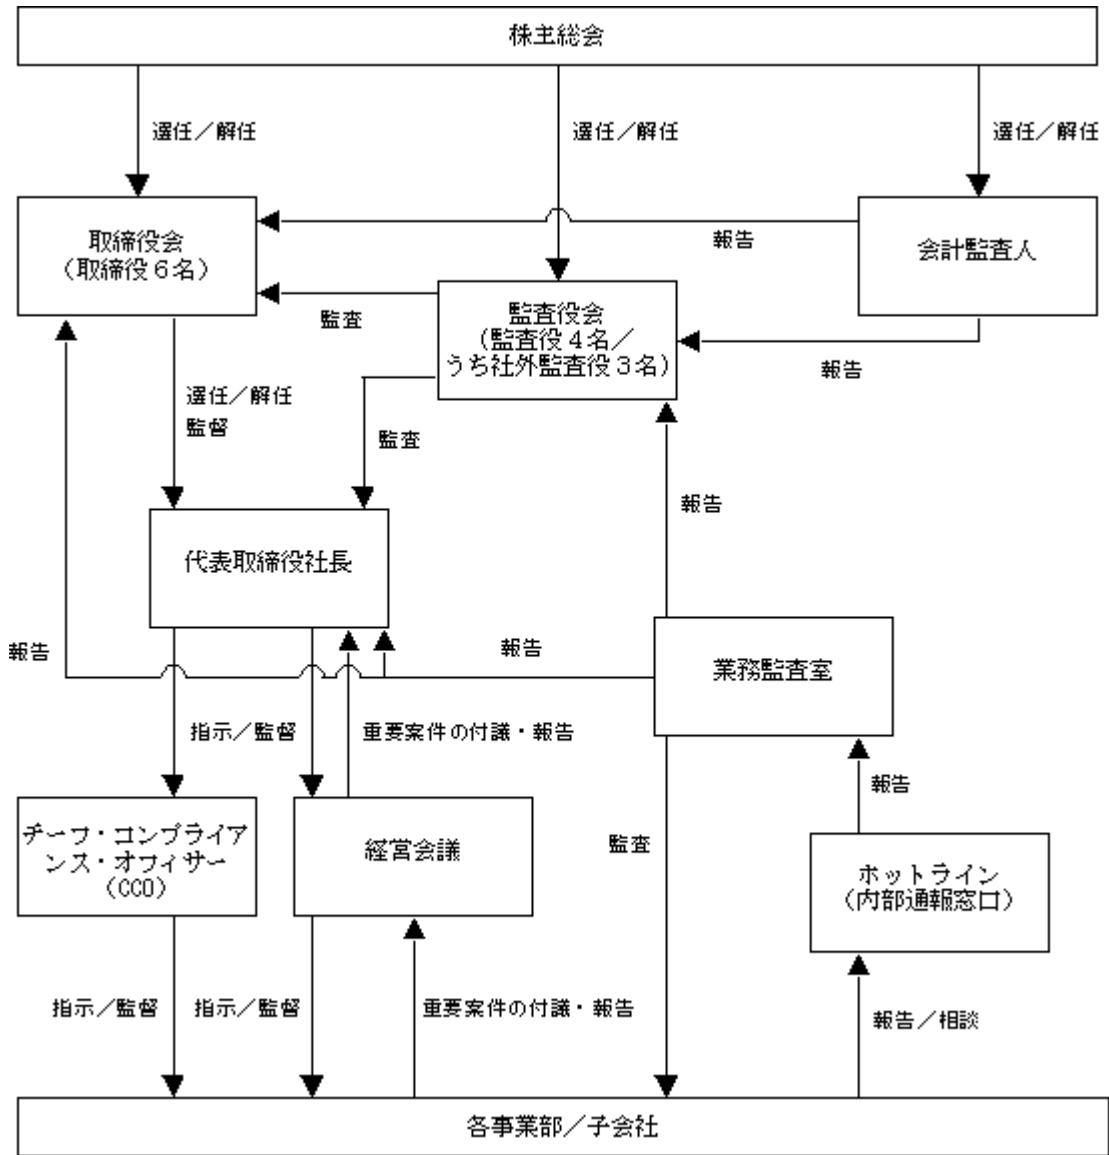 株主総会
選任／解任
選任／解任
選任／解任
取締役会
（取締役６名）
報告
会計監査人
監査
監査役会
（監査役４名／
うち社外監査役３名）
報告
選任／解任
監督
監査
報告
代表取締役社長
報告
報告
業務監査室
指示／監督
重要案件の付議・報告
報告
チーフ・コンプライア
ンス・オフィサー
（CCO）
経営会議
監査
ホットライン
（内部通報窓口）
指示／監督
指示／監督
重要案件の付議・報告
報告／相談
各事業部／子会社